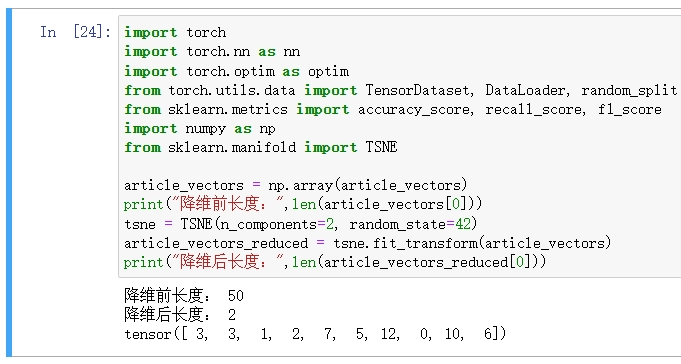 In [24]:
import torch
import torch.nn as nn
import torch.optim as optim
from torch.utils.data import TensorDataset, DataLoader, random_split
from sklearn.metrics import accuracy_score, recall_score, f1_score
import numpy as np
from sklearn.manifold import TSNE
article_vectors = np.array(article_vectors)
print("降维前长度：",len(article_vectors[0]))
tsne = TSNE(n_components=2, random_state=42)
article_vectors_reduced = tsne.fit_transform(article_vectors)
print("降维后长度：",len(article_vectors_reduced[0]))
降维前长度： 50
降维后长度： 2
tensor([ 3, 3, 1, 2, 7, 5, 12, 0, 10, 6])